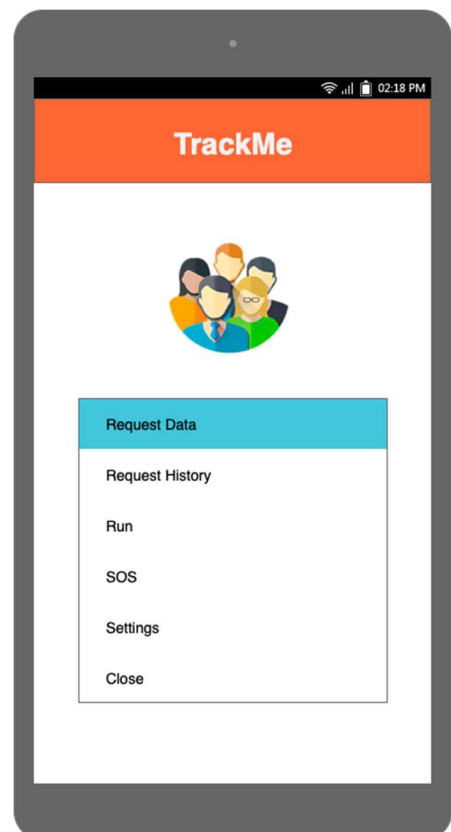 02:18 PM
TrackMe
Request Data
Request History
Run
SOS
Settings
Close